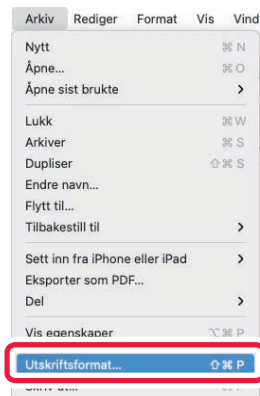 Arkiv Rediger Format Vis Vind
Nytt ⌘ N
Åpne... ⌘ O
Åpne sist brukte >
Lukk ⌘ W
Arkiver ⌘ S
Dupliser ⇧ ⌘ S
Endre navn...
Flytt til...
Tilbakestill til >
Sett inn fra iPhone eller iPad >
Eksporter som PDF...
Del >
Vis egenskaper ⌥ ⌘ P
Utskriftsformat... ⇧ ⌘ P